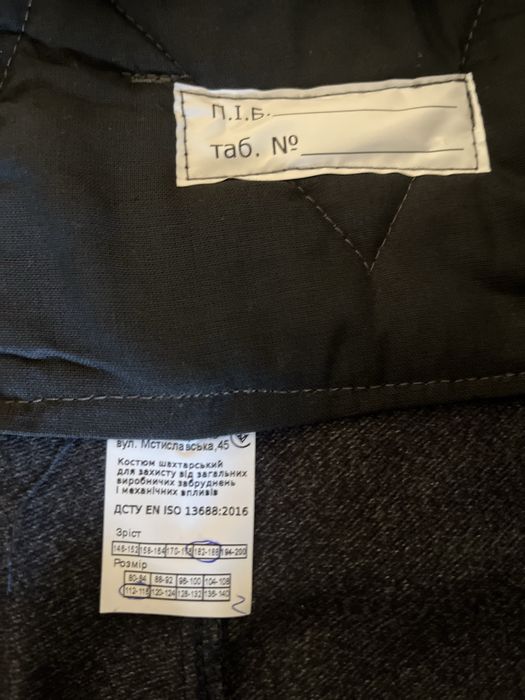 П.І.Б.
таб. №
вул. Мстиславська,45
Костюм шахтарський
для захисту від загальних
виробничих забруднень
і механічних впливів
ДСТУ EN ISO 13688:2016
Зріст
146-152 158-164 182-188 194-200
Розмір
80-84 88-92 96-100 104-108
112-116 120-124 128-132 136-140
2